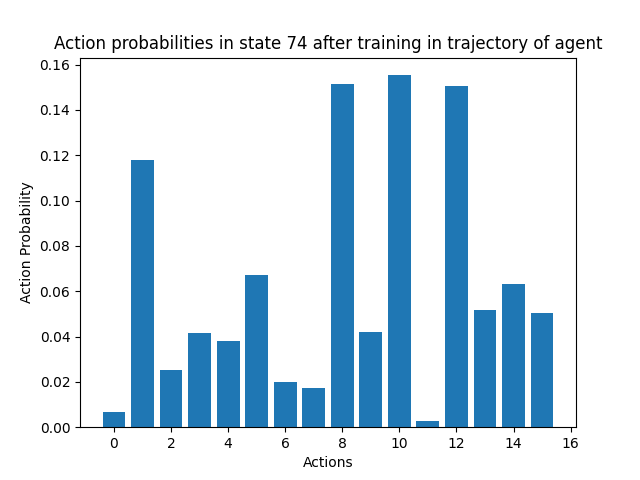 Action probabilities in state 74 after training in trajectory of agent
0.16
0.14
0.12
0.10
0.08
0.06
0.04
0.02
0.00
Action Probability
0 2 4 6 8 10 12 14 16
Actions